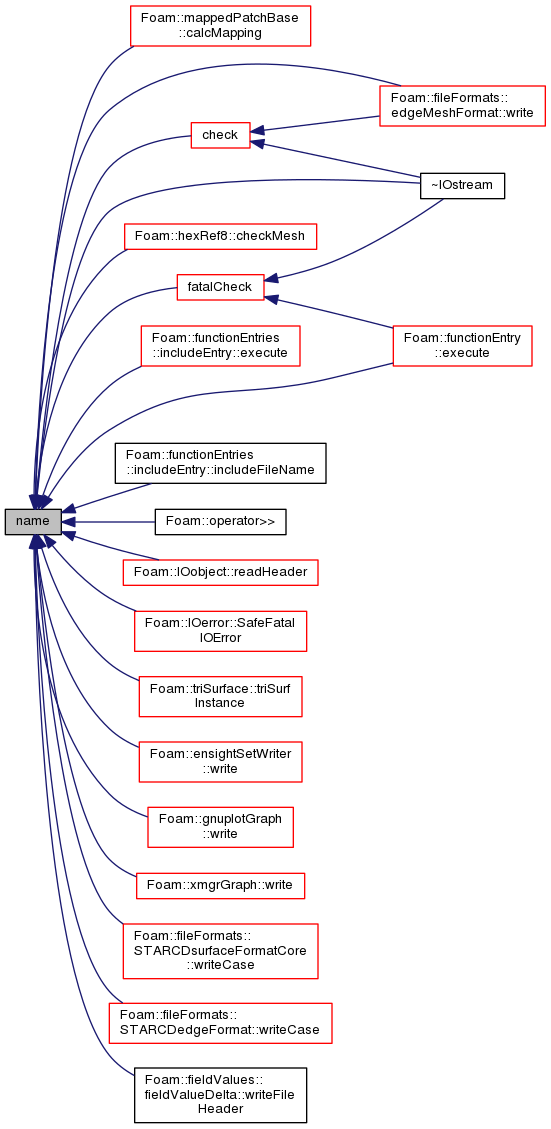 Foam::mappedPatchBase
::calcMapping
Foam::fileFormats::
edgeMeshFormat::write
check
~IOstream
Foam::hexRef8::checkMesh
fatalCheck
Foam::functionEntries
::includeEntry::execute
Foam::functionEntry
::execute
Foam::functionEntries
::includeEntry::includeFileName
name
Foam::operator>>
Foam::IOobject::readHeader
Foam::IOerror::SafeFatal
IOError
Foam::triSurface::triSurf
Instance
Foam::ensightSetWriter
::write
Foam::gnuplotGraph
::write
Foam::xmgrGraph::write
Foam::fileFormats::
STARCDsurfaceFormatCore
::writeCase
Foam::fileFormats::
STARCDedgeFormat::writeCase
Foam::fieldValues::
fieldValueDelta::writeFile
Header